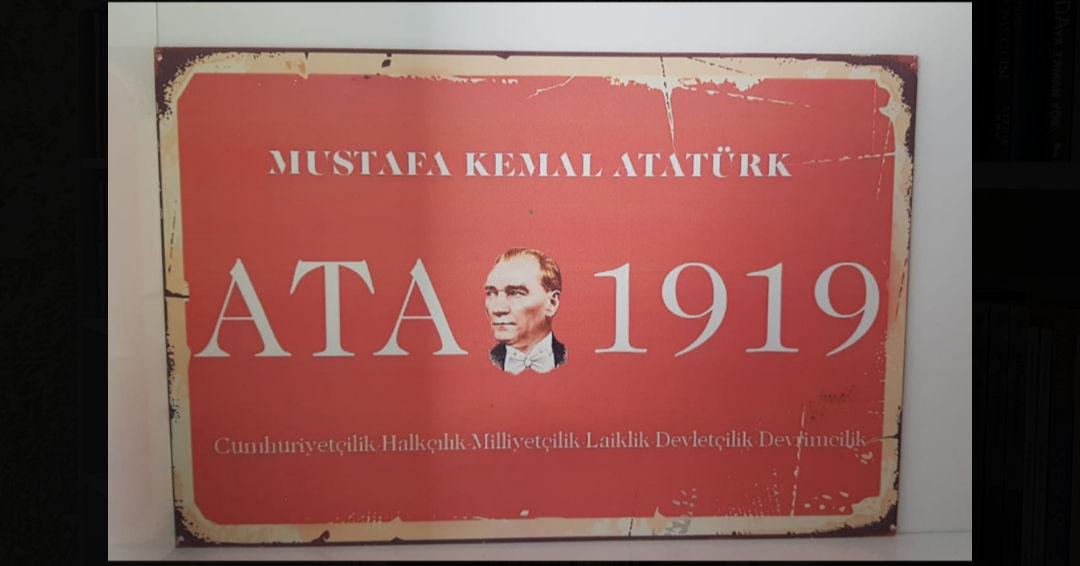 MUSTAFA KEMAL ATATÜRK
ATA 1919
Cumhuriyetçilik-Halkçılık-Milliyetçilik-Laiklik-Devletçilik-Devrimcilik